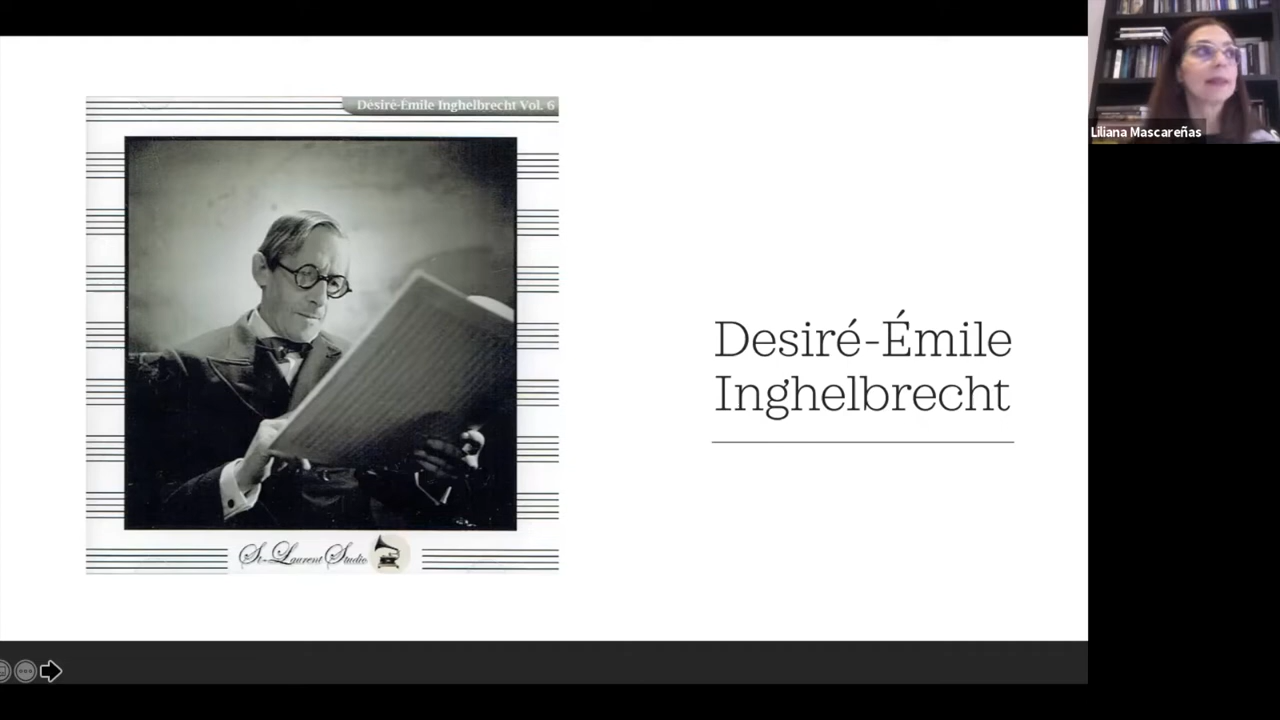 Desiré-Émile Inghelbrecht Vol. 6
St-Laurent Studio
Desiré-Émile
Inghelbrecht
Liliana Mascareñas